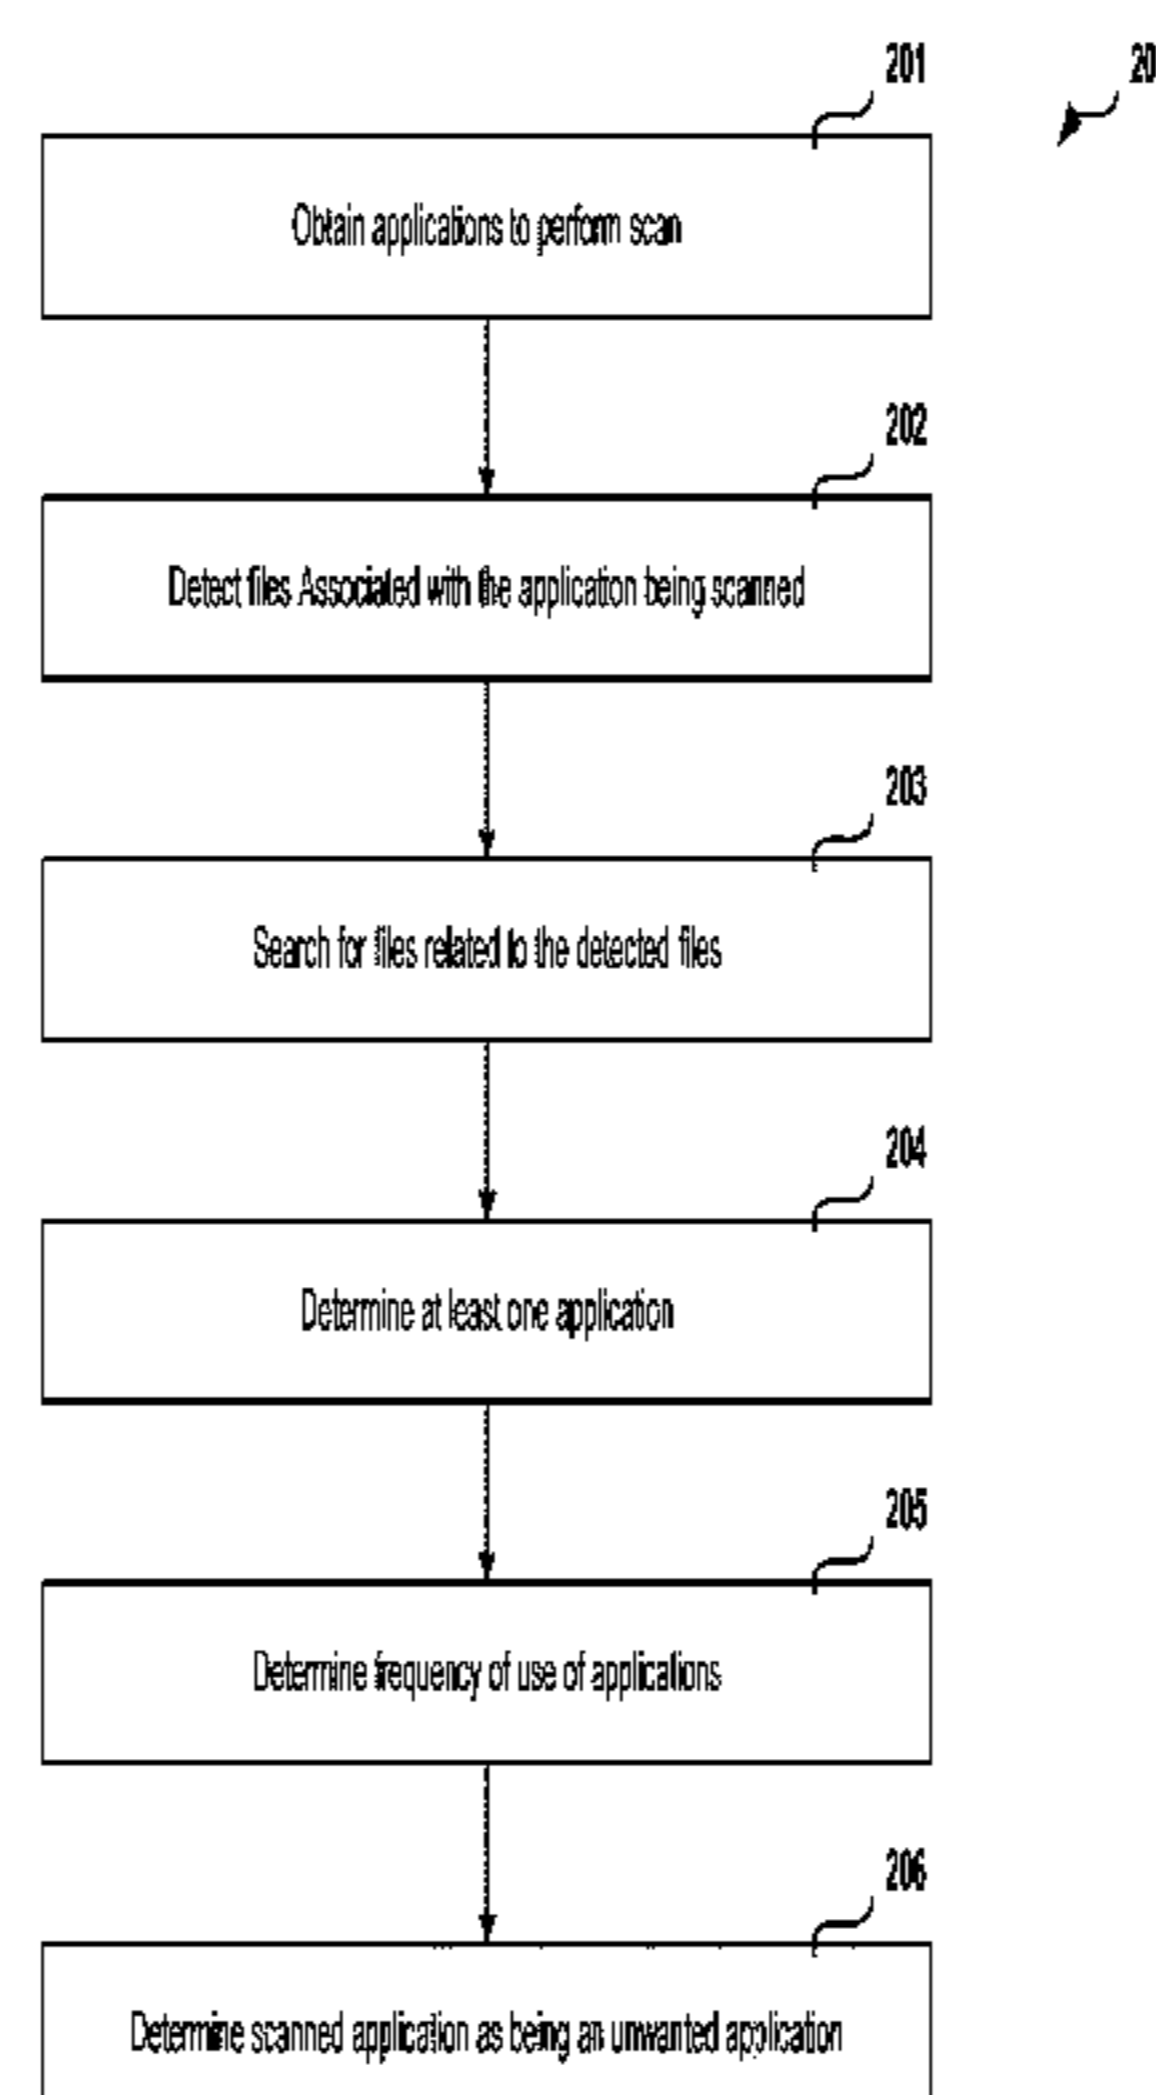 201
20
Obtain applications to perform scan
202
Detect files Associated with the application being scanned
203
Search for files related to the detected files
204
Determine at least one application
205
Determine frequency of use of applications
206
Determine scanned application as being an unwanted application